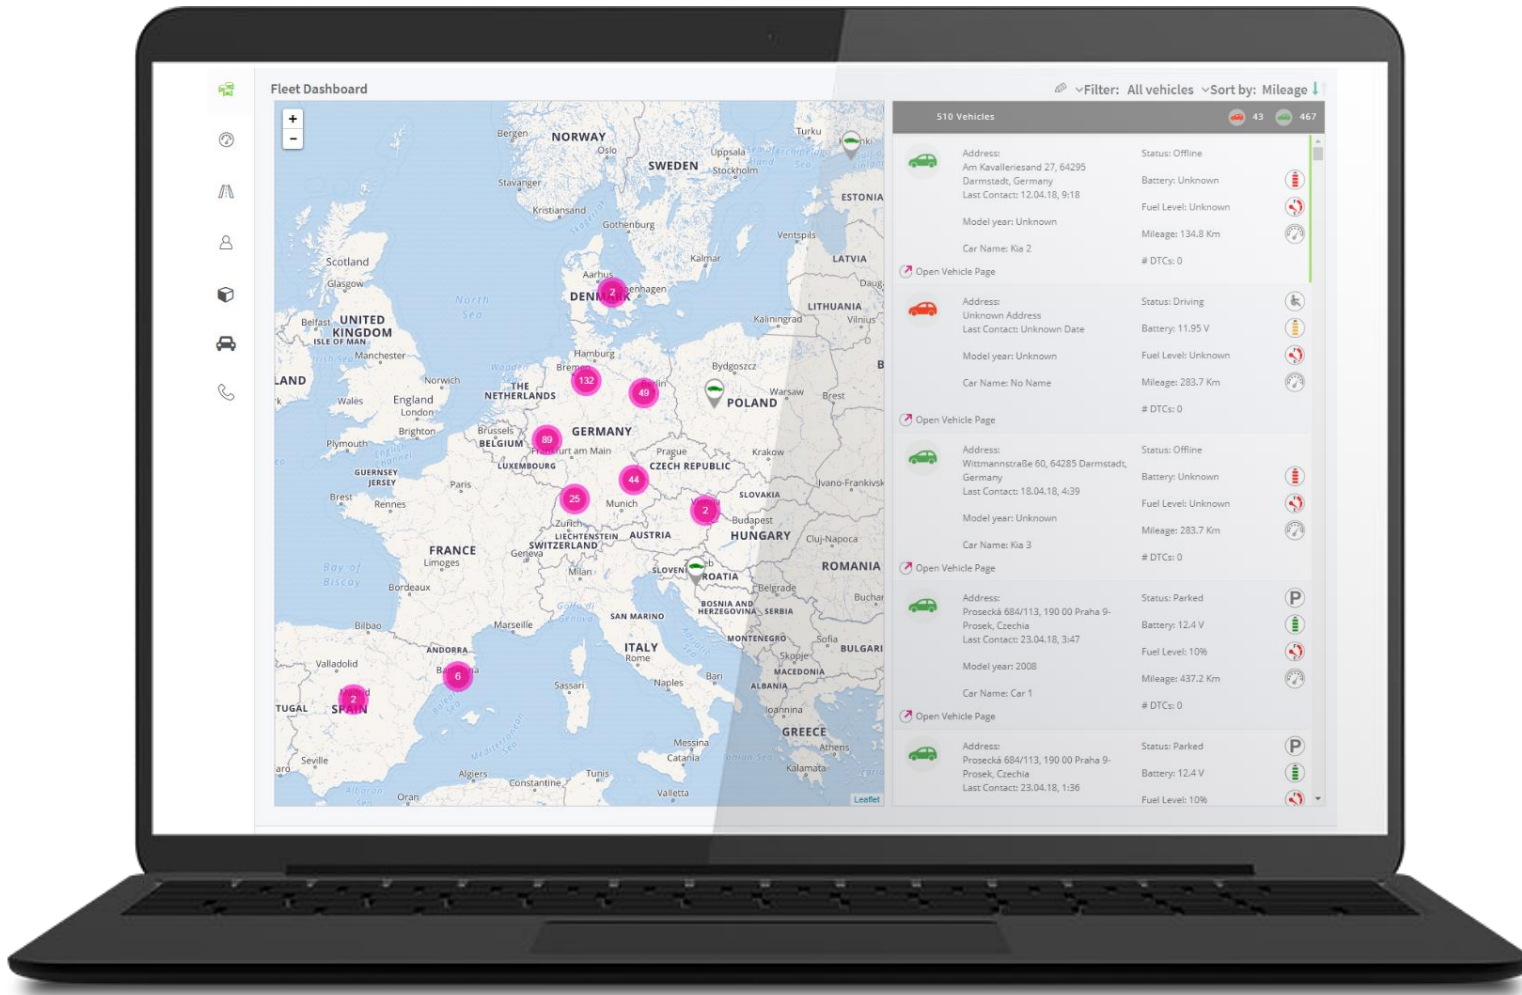 Fleet Dashboard
Filter: All vehicles Sort by: Mileage
+
−
Bergen
NORWAY
Oslo
Turku
Uppsala
SWEDEN
Stockholm
Stavanger
ESTONIA
Kristiansand
Gothenburg
Ventspils
Scotland
Kalmar
LATVIA
Glasgow
Aarhus
North
Sea
2
DENMARK
LITHUANIA
Belfast
UNITED
KINGDOM
Kaliningrad
Vilnius
ISLE OF MAN
Manchester
Hamburg
Bremen
Bydgoszcz
LAND
Norwich
THE
NETHERLANDS
132
49
Wales
England
POLAND
Warsaw
Brest
London
Brighton
Brussels
89
GERMANY
Plymouth
BELGIUM
Frankfurt am Main
Prague
Krakow
English
Channel
LUXEMBOURG
CZECH REPUBLIC
GUERNSEY
JERSEY
Paris
44
Ivano-Frankivsk
Brest
Rennes
25
Munich
SLOVAKIA
2
Zurich
Budapest
LIECHTENSTEIN
AUSTRIA
HUNGARY
Cluj-Napoca
FRANCE
Geneva
SWITZERLAND
Limoges
Bay of
Biscay
Milan
ROMANIA
Bordeaux
Belgrade
BOSNIA AND
HERZEGOVINA
SERBIA
Bilbao
Marseille
SAN MARINO
MONTENEGRO
Sofia
ANDORRA
ITALY
Rome
Skopje
BULGARI
Valladolid
6
MACEDONIA
Sassari
Naples
Bari
ALBANIA
2
TUGAL
SPAIN
Ioannina
GREECE
Messina
Catania
Athens
Seville
Algiers
Constantine
Tunis
Kalamata
Oran
Valletta
Leaflet
510 Vehicles 43 467
Address:
Am Kavalleriesand 27, 64295
Darmstadt, Germany
Last Contact: 12.04.18, 9:18
Model year: Unknown
Car Name: Kia 2
Status: Offline
Battery: Unknown
Fuel Level: Unknown
Mileage: 134.8 Km
# DTCs: 0
Open Vehicle Page
Address:
Unknown Address
Last Contact: Unknown Date
Model year: Unknown
Car Name: No Name
Status: Driving
Battery: 11.95 V
Fuel Level: Unknown
Mileage: 283.7 Km
# DTCs: 0
Open Vehicle Page
Address:
Wittmannstraße 60, 64285 Darmstadt,
Germany
Last Contact: 18.04.18, 4:39
Model year: Unknown
Car Name: Kia 3
Status: Offline
Battery: Unknown
Fuel Level: Unknown
Mileage: 283.7 Km
# DTCs: 0
Open Vehicle Page
Address:
Prosecká 684/113, 190 00 Praha 9-
Prosek, Czechia
Last Contact: 23.04.18, 3:47
Model year: 2008
Car Name: Car 1
Status: Parked
P
Battery: 12.4 V
Fuel Level: 10%
Mileage: 437.2 Km
# DTCs: 0
Open Vehicle Page
Address:
Prosecká 684/113, 190 00 Praha 9-
Prosek, Czechia
Last Contact: 23.04.18, 1:36
Status: Parked
P
Battery: 12.4 V
Fuel Level: 10%